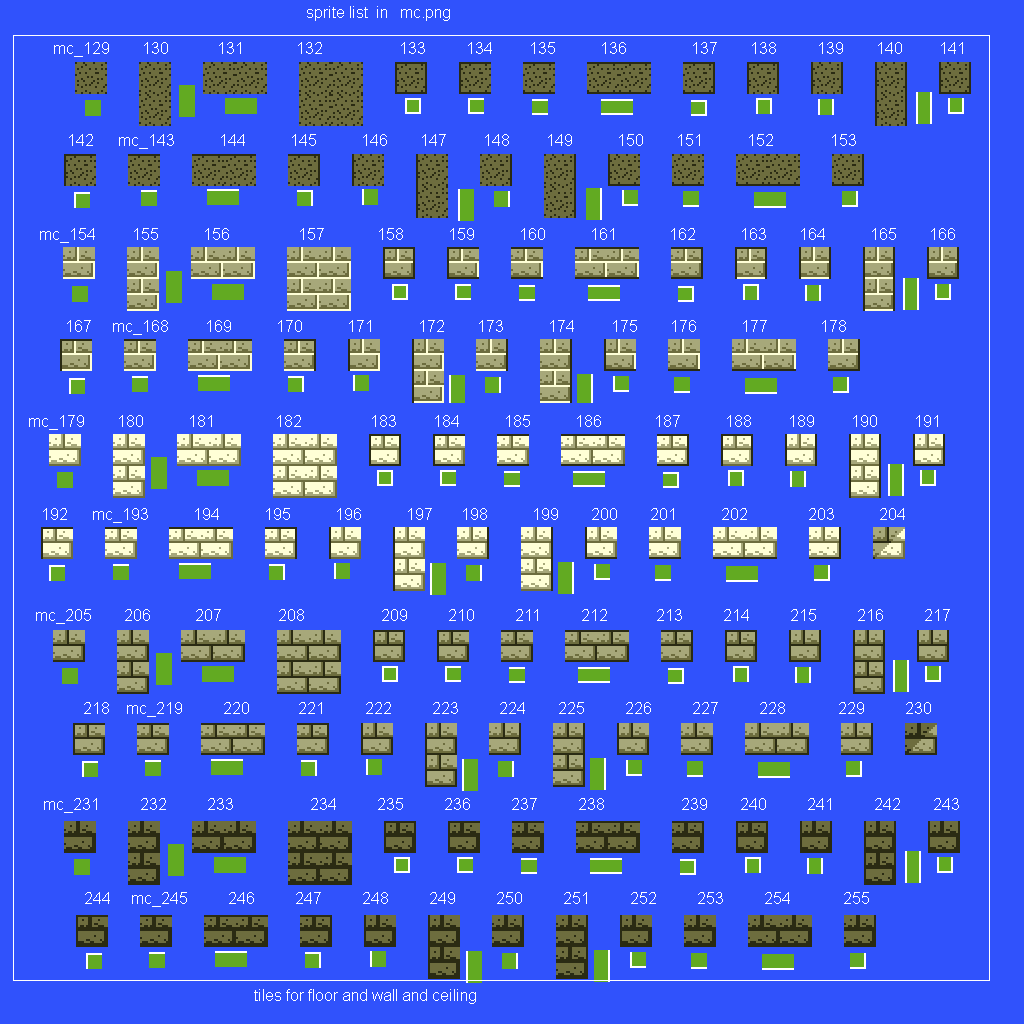 sprite list in mc.png
mc_129 130 131 132 133 134 135 136 137 138 139 140 141
142 mc_143 144 145 146 147 148 149 150 151 152 153
mc_154 155 156 157 158 159 160 161 162 163 164 165 166
167 mc_168 169 170 171 172 173 174 175 176 177 178
mc_179 180 181 182 183 184 185 186 187 188 189 190 191
192 mc_193 194 195 196 197 198 199 200 201 202 203 204
mc_205 206 207 208 209 210 211 212 213 214 215 216 217
218 mc_219 220 221 222 223 224 225 226 227 228 229 230
mc_231 232 233 234 235 236 237 238 239 240 241 242 243
244 mc_245 246 247 248 249 250 251 252 253 254 255
tiles for floor and wall and ceiling